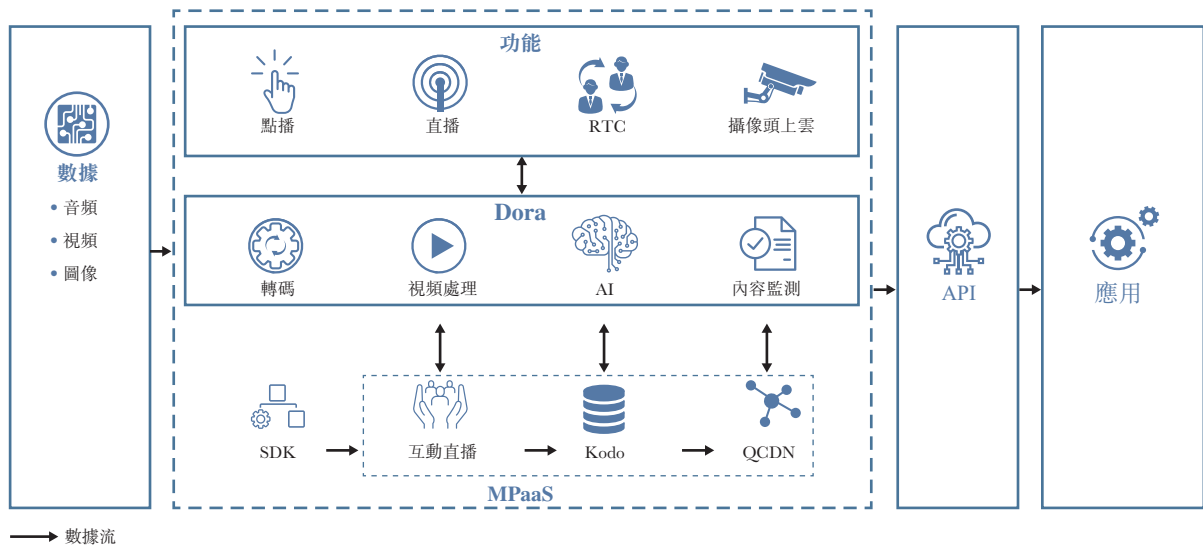 數據
• 音頻
• 視頻
• 圖像
功能
點播
直播
RTC
攝像頭上雲
Dora
轉碼
視頻處理
AI
內容監測
SDK
互動直播
Kodo
QCDN
MPaaS
API
應用
數據流